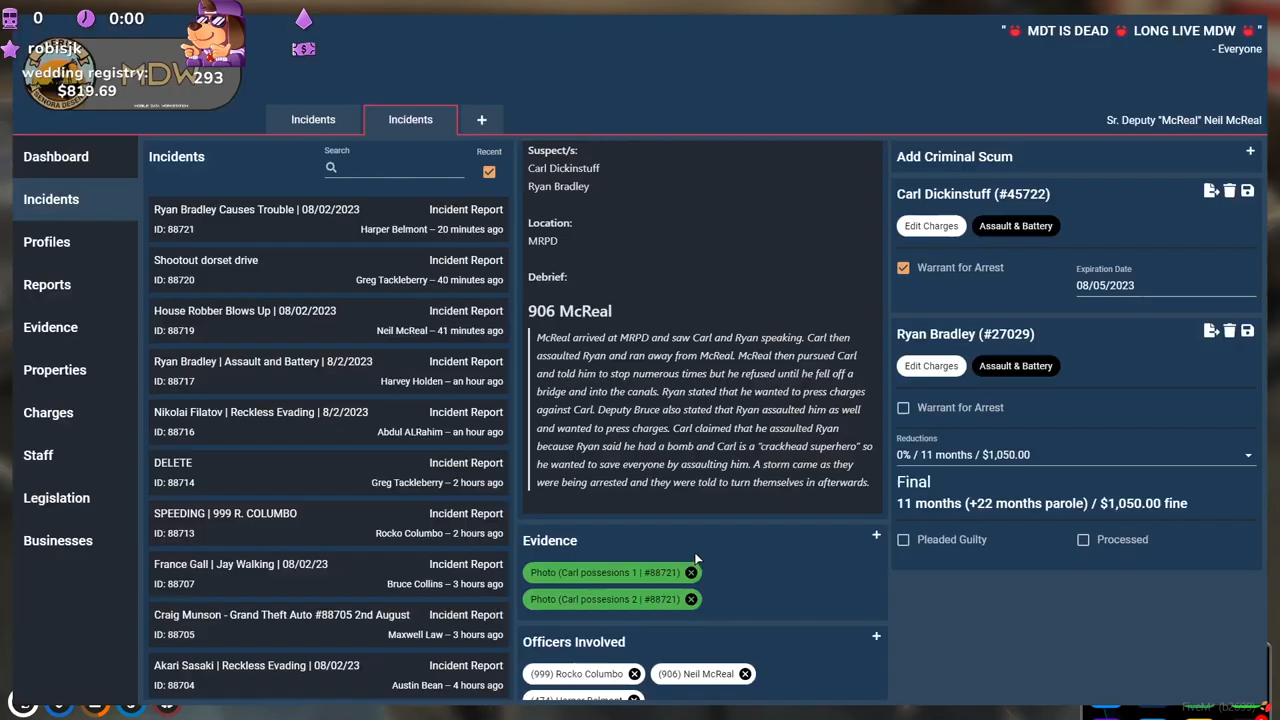 0
0:00
robisjk
wedding registry:
$819.69
293
MDW
MOBILE DATA WORKSTATION
" MDT IS DEAD LONG LIVE MDW "
- Everyone
Incidents
Incidents
+
Sr. Deputy "McReal" Neil McReal
Dashboard
Incidents
Profiles
Reports
Evidence
Properties
Charges
Staff
Legislation
Businesses
Incidents
Search
Recent
Ryan Bradley Causes Trouble | 08/02/2023 Incident Report
ID: 88721 Harper Belmont – 20 minutes ago
Shootout dorset drive Incident Report
ID: 88720 Greg Tackleberry – 40 minutes ago
House Robber Blows Up | 08/02/2023 Incident Report
ID: 88719 Neil McReal – 41 minutes ago
Ryan Bradley | Assault and Battery | 8/2/2023 Incident Report
ID: 88717 Harvey Holden – an hour ago
Nikolai Filatov | Reckless Evading | 8/2/2023 Incident Report
ID: 88716 Abdul ALRahim – an hour ago
DELETE Incident Report
ID: 88714 Greg Tackleberry – 2 hours ago
SPEEDING | 999 R. COLUMBO Incident Report
ID: 88713 Rocko Columbo – 2 hours ago
France Gall | Jay Walking | 08/02/23 Incident Report
ID: 88707 Bruce Collins – 3 hours ago
Craig Munson - Grand Theft Auto #88705 2nd August Incident Report
ID: 88705 Maxwell Law – 3 hours ago
Akari Sasaki | Reckless Evading | 08/02/23 Incident Report
ID: 88704 Austin Bean – 4 hours ago
Suspect/s:
Carl Dickinstuff
Ryan Bradley
Location:
MRPD
Debrief:
906 McReal
McReal arrived at MRPD and saw Carl and Ryan speaking. Carl then
assaulted Ryan and ran away from McReal. McReal then pursued Carl
and told him to stop numerous times but he refused until he fell off a
bridge and into the canals. Ryan stated that he wanted to press charges
against Carl. Deputy Bruce also stated that Ryan assaulted him as well
and wanted to press charges. Carl claimed that he assaulted Ryan
because Ryan said he had a bomb and Carl is a "crackhead superhero" so
he wanted to save everyone by assaulting him. A storm came as they
were being arrested and they were told to turn themselves in afterwards.
Evidence
+
Photo (Carl possesions 1 | #88721)
Photo (Carl possesions 2 | #88721)
Officers Involved
+
(999) Rocko Columbo (906) Neil McReal
Add Criminal Scum
+
Carl Dickinstuff (#45722)
Edit Charges Assault & Battery
Warrant for Arrest
Expiration Date
08/05/2023
Ryan Bradley (#27029)
Edit Charges Assault & Battery
Warrant for Arrest
Reductions
0% / 11 months / $1,050.00
Final
11 months (+22 months parole) / $1,050.00 fine
Pleaded Guilty Processed